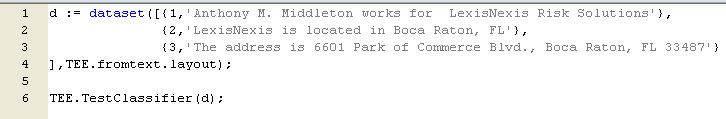 1 d := dataset([{1,'Anthony M. Middleton works for  LexisNexis Risk Solutions'},
2 {2,'LexisNexis is located in Boca Raton, FL'},
3 {3,'The address is 6601 Park of Commerce Blvd., Boca Raton, FL 33487'}
4 ],TEE.fromtext.layout);
5
6 TEE.TestClassifier(d);